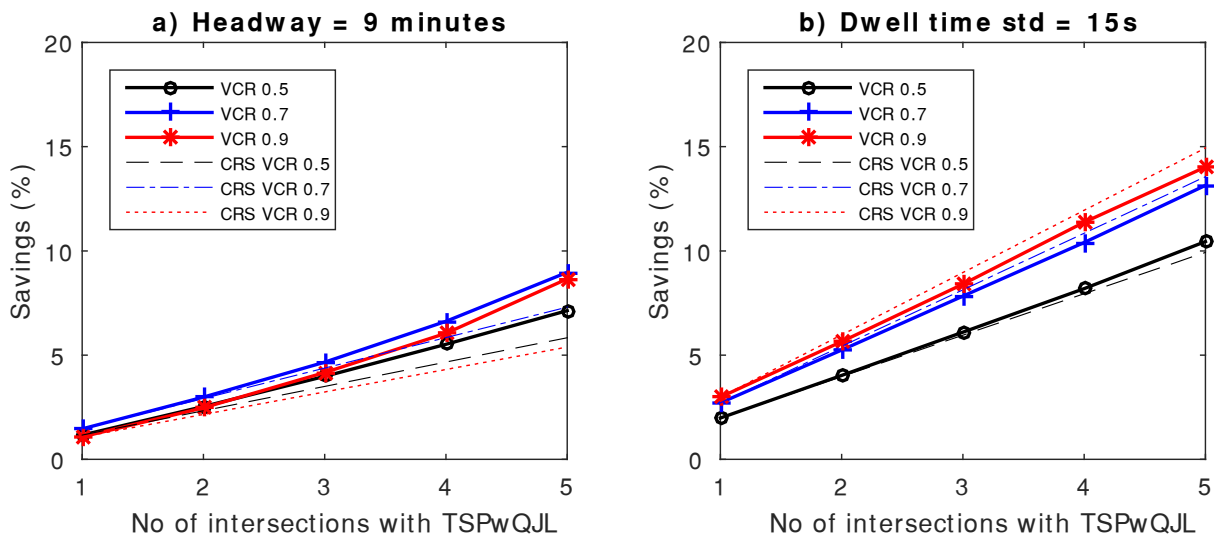 a) Headway = 9 minutes
20
15
10
5
0
Savings (%)
VCR 0.5
VCR 0.7
VCR 0.9
CRS VCR 0.5
CRS VCR 0.7
CRS VCR 0.9
1 2 3 4 5
No of intersections with TSPwQJL
b) Dwell time std = 15s
20
15
10
5
0
Savings (%)
VCR 0.5
VCR 0.7
VCR 0.9
CRS VCR 0.5
CRS VCR 0.7
CRS VCR 0.9
1 2 3 4 5
No of intersections with TSPwQJL